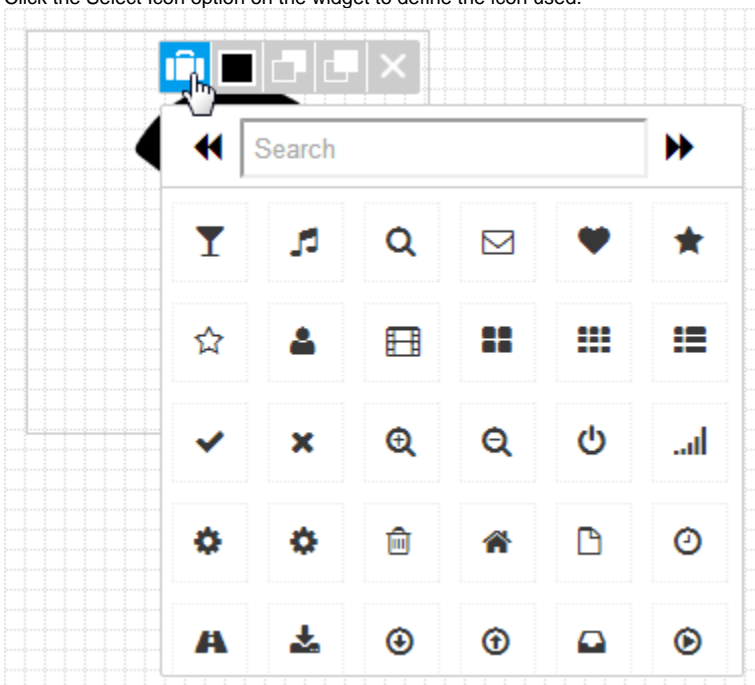 Click the Select Icon option on the widget to define the icon used.
Search